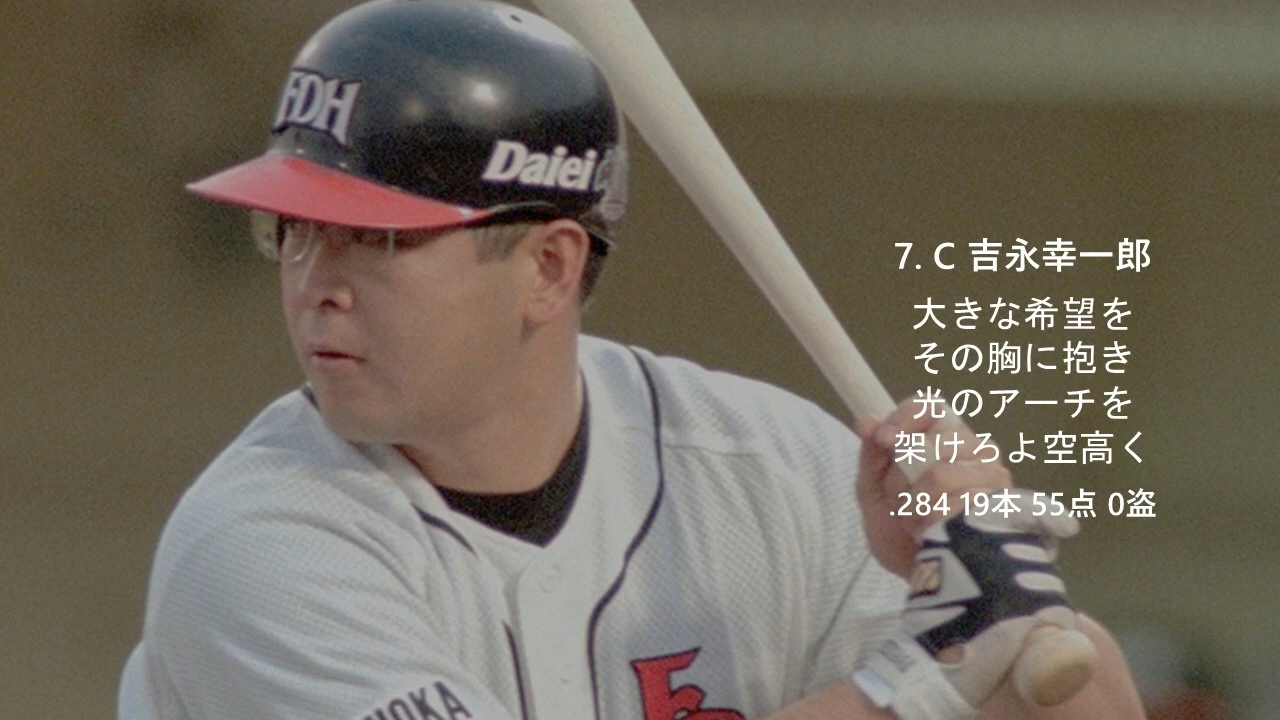 FDH
Daiei
7. C 吉永幸一郎
大きな希望を
その胸に抱き
光のアーチを
架けろよ空高く
.284 19本 55点 0盗
UOKA